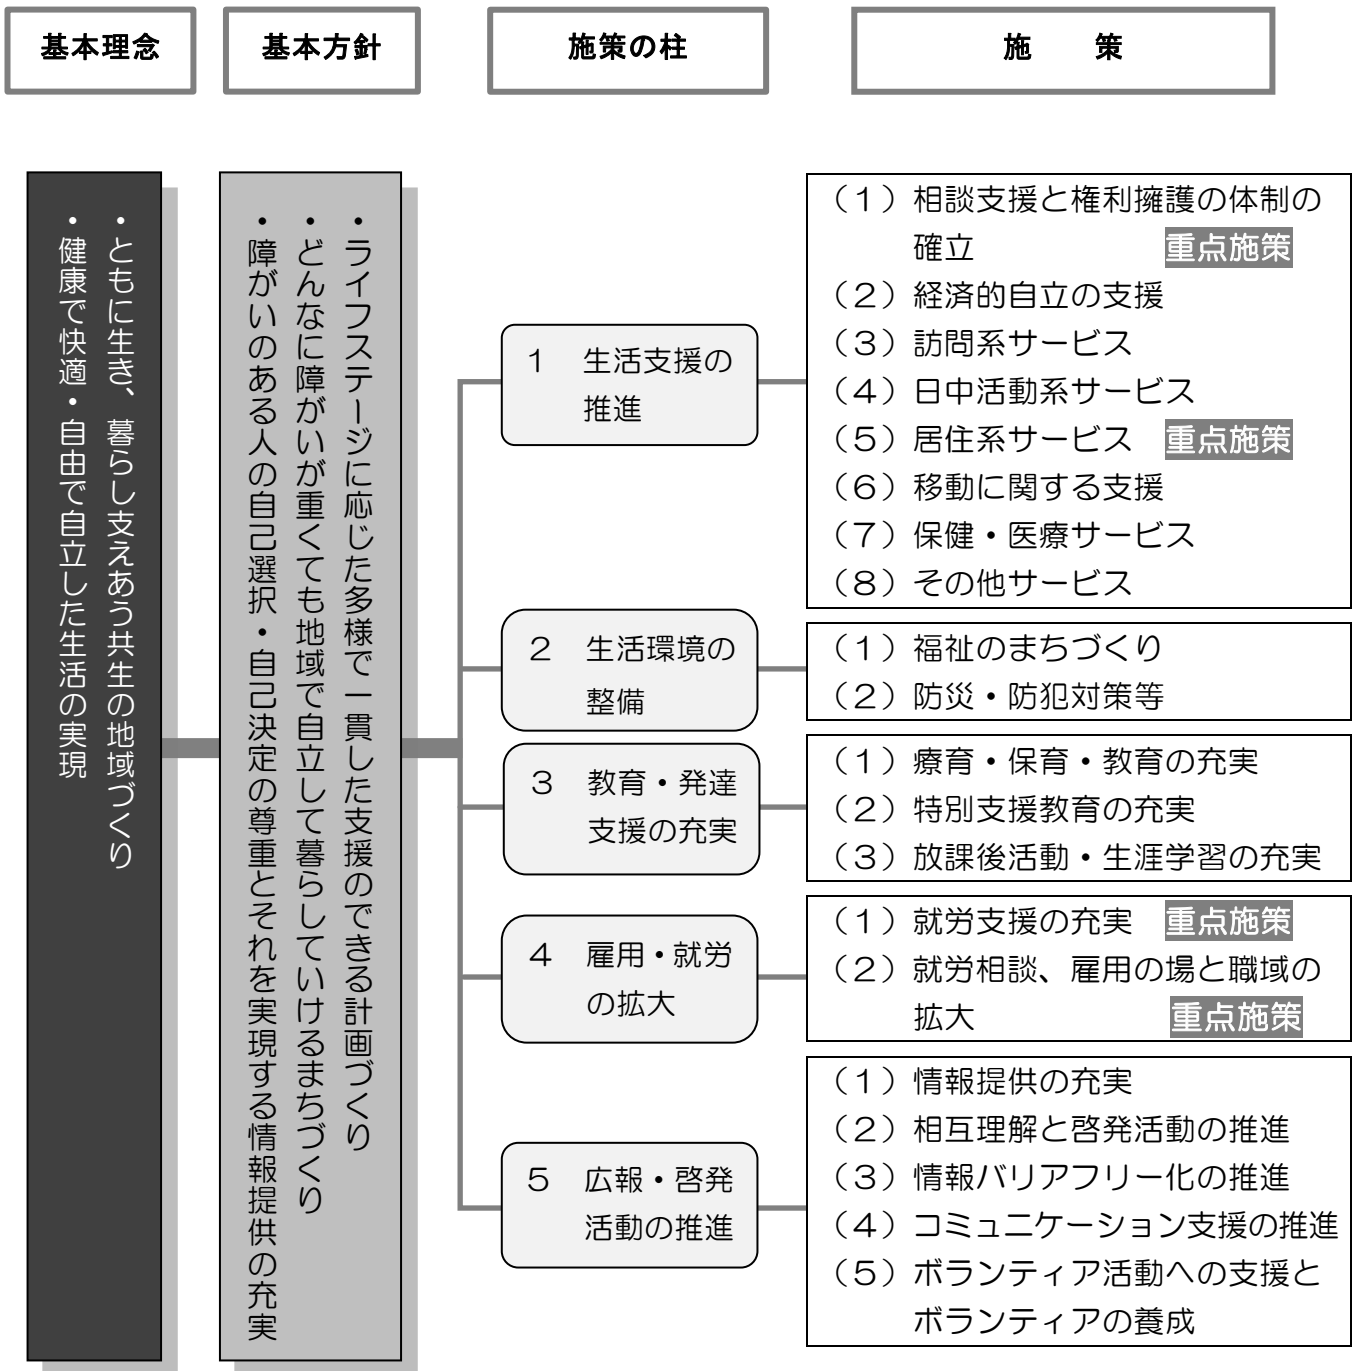 基本理念
基本方針
施策の柱
施　　策
・ともに生き、暮らし支えあう共生の地域づくり
・健康で快適・自由で自立した生活の実現
・ライフステージに応じた多様で一貫した支援のできる計画づくり
・どんなに障がいが重くても地域で自立して暮らしていけるまちづくり
・障がいのある人の自己選択・自己決定の尊重とそれを実現する情報提供の充実
１　生活支援の
推進
（１）相談支援と権利擁護の体制の
確立　重点施策
（２）経済的自立の支援
（３）訪問系サービス
（４）日中活動系サービス
（５）居住系サービス　重点施策
（６）移動に関する支援
（７）保健・医療サービス
（８）その他サービス
２　生活環境の
整備
（１）福祉のまちづくり
（２）防災・防犯対策等
３　教育・発達
支援の充実
（１）療育・保育・教育の充実
（２）特別支援教育の充実
（３）放課後活動・生涯学習の充実
４　雇用・就労
の拡大
（１）就労支援の充実　重点施策
（２）就労相談、雇用の場と職域の
拡大　重点施策
５　広報・啓発
活動の推進
（１）情報提供の充実
（２）相互理解と啓発活動の推進
（３）情報バリアフリー化の推進
（４）コミュニケーション支援の推進
（５）ボランティア活動への支援と
ボランティアの養成